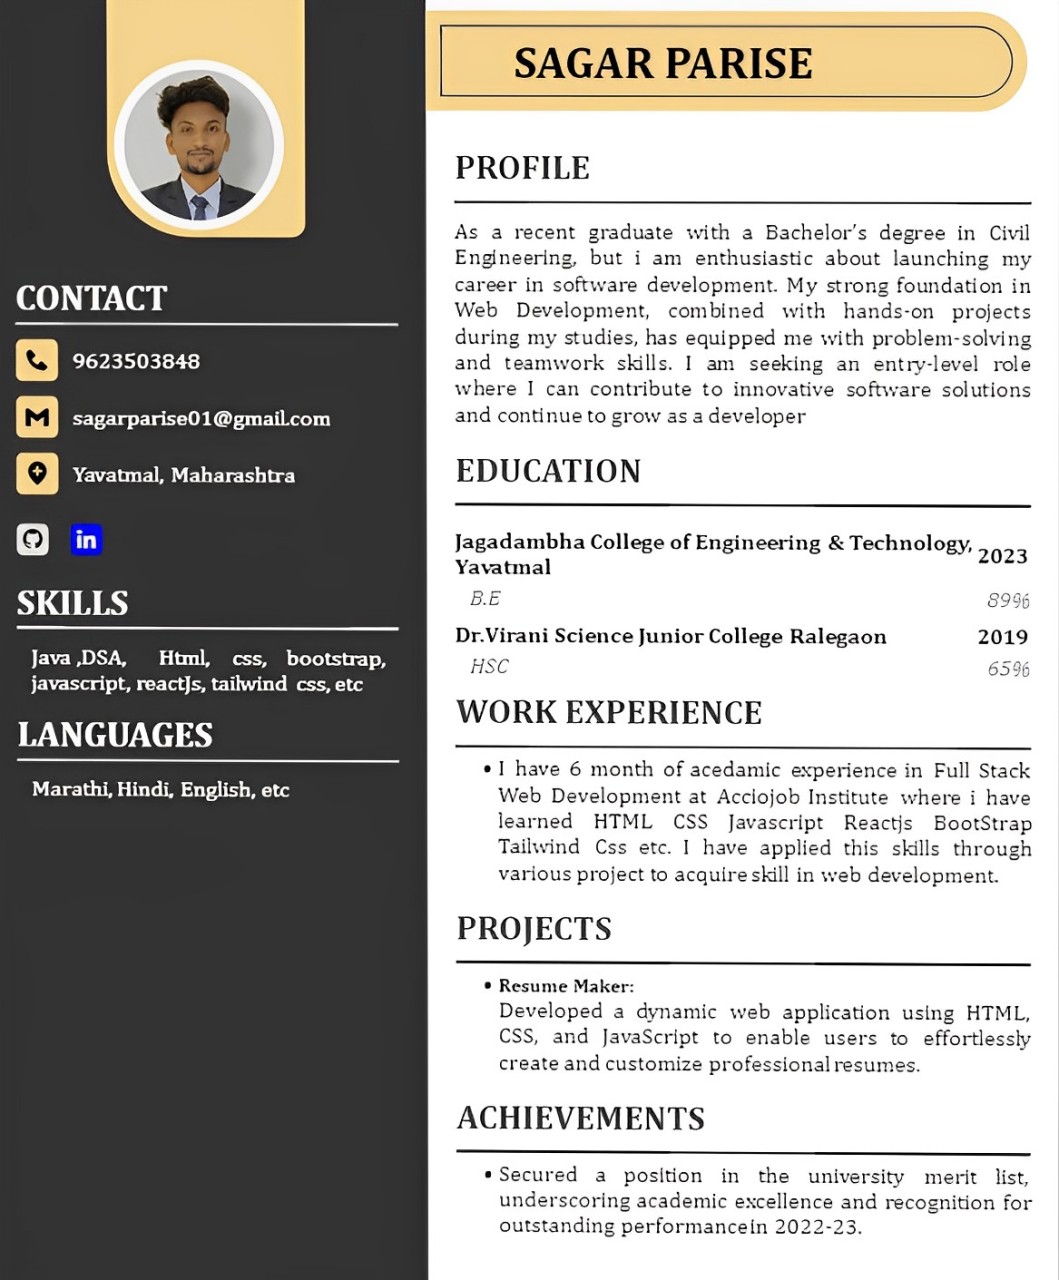 SAGAR PARISE
CONTACT
9623503848
sagarparise01@gmail.com
Yavatmal, Maharashtra
in
SKILLS
Java ,DSA, Html, css, bootstrap,
javascript, reactJs, tailwind css, etc
LANGUAGES
Marathi, Hindi, English, etc
PROFILE
As a recent graduate with a Bachelor's degree in Civil
Engineering, but i am enthusiastic about launching my
career in software development. My strong foundation in
Web Development, combined with hands-on projects
during my studies, has equipped me with problem-solving
and teamwork skills. I am seeking an entry-level role
where I can contribute to innovative software solutions
and continue to grow as a developer
EDUCATION
Jagadambha College of Engineering & Technology, 2023
Yavatmal
B.E 89%
Dr.Virani Science Junior College Ralegaon 2019
HSC 65%
WORK EXPERIENCE
• I have 6 month of acedamic experience in Full Stack
Web Development at Acciojob Institute where i have
learned HTML CSS Javascript Reactjs BootStrap
Tailwind Css etc. I have applied this skills through
various project to acquire skill in web development.
PROJECTS
• Resume Maker:
Developed a dynamic web application using HTML,
CSS, and JavaScript to enable users to effortlessly
create and customize professional resumes.
ACHIEVEMENTS
• Secured a position in the university merit list,
underscoring academic excellence and recognition for
outstanding performance in 2022-23.